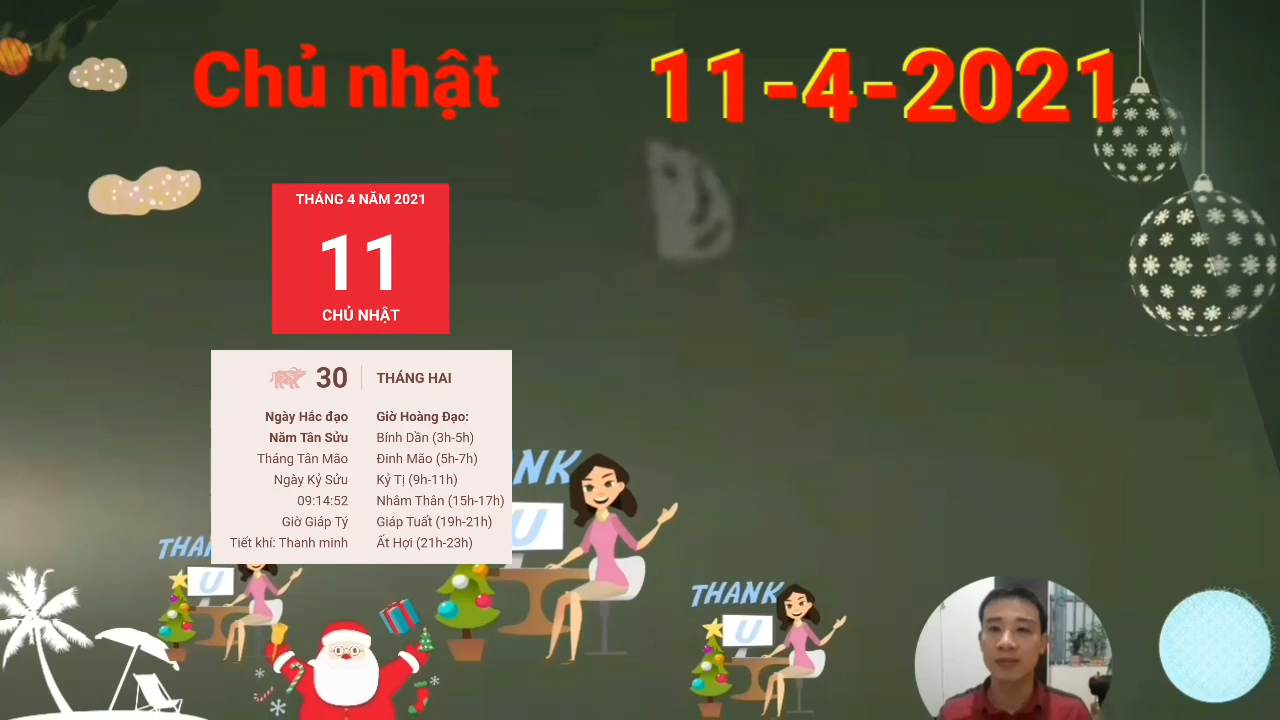 Chủ nhật
11-4-2021
THÁNG 4 NĂM 2021
11
CHỦ NHẬT
30
THÁNG HAI
Ngày Hắc đạo
Năm Tân Sửu
Tháng Tân Mão
Ngày Kỷ Sửu
09:14:52
Giờ Giáp Tý
Tiết khí: Thanh minh
Giờ Hoàng Đạo:
Bính Dần (3h-5h)
Đinh Mão (5h-7h)
Kỷ Tị (9h-11h)
Nhâm Thân (15h-17h)
Giáp Tuất (19h-21h)
Ất Hợi (21h-23h)
U
U
THANK
U